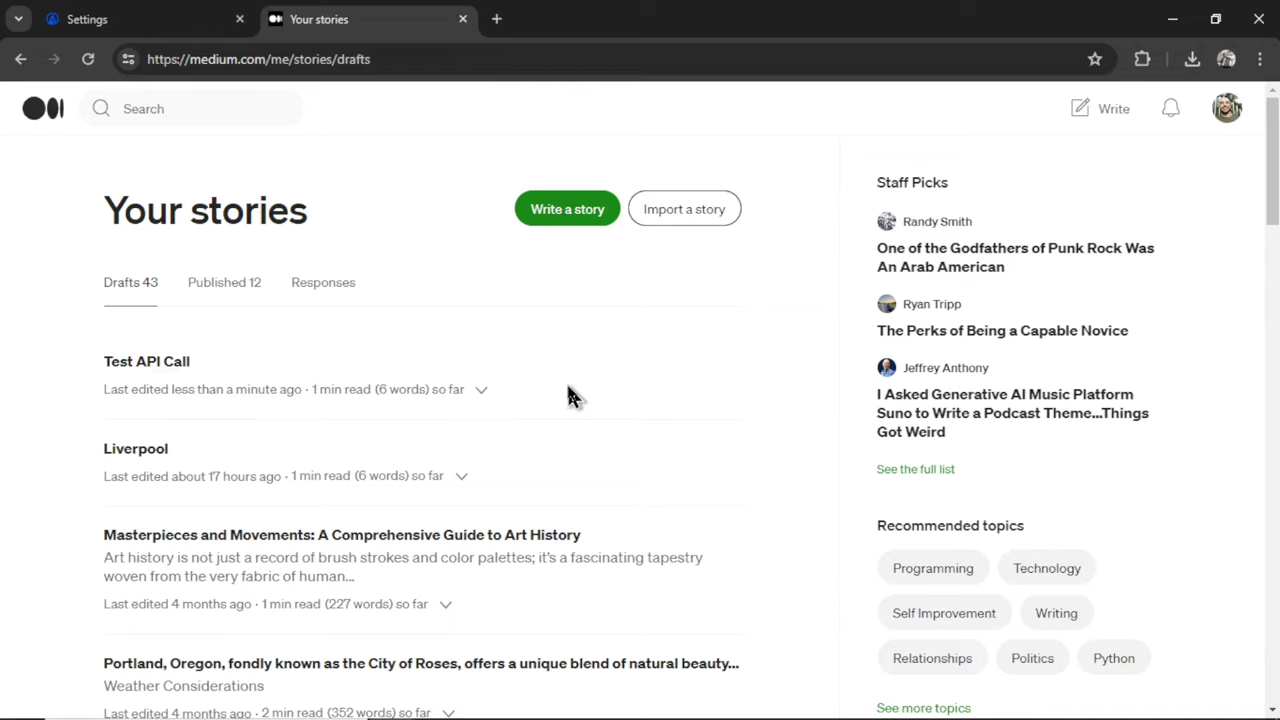 Settings
Your stories
https://medium.com/me/stories/drafts
Search
Write
Your stories
Write a story
Import a story
Drafts 43
Published 12
Responses
Test API Call
Last edited less than a minute ago · 1 min read (6 words) so far
Liverpool
Last edited about 17 hours ago · 1 min read (6 words) so far
Masterpieces and Movements: A Comprehensive Guide to Art History
Art history is not just a record of brush strokes and color palettes; it's a fascinating tapestry
woven from the very fabric of human...
Last edited 4 months ago · 1 min read (227 words) so far
Portland, Oregon, fondly known as the City of Roses, offers a unique blend of natural beauty...
Weather Considerations
Last edited 4 months ago · 2 min read (352 words) so far
Staff Picks
Randy Smith
One of the Godfathers of Punk Rock Was
An Arab American
Ryan Tripp
The Perks of Being a Capable Novice
Jeffrey Anthony
I Asked Generative AI Music Platform
Suno to Write a Podcast Theme...Things
Got Weird
See the full list
Recommended topics
Programming
Technology
Self Improvement
Writing
Relationships
Politics
Python
See more topics